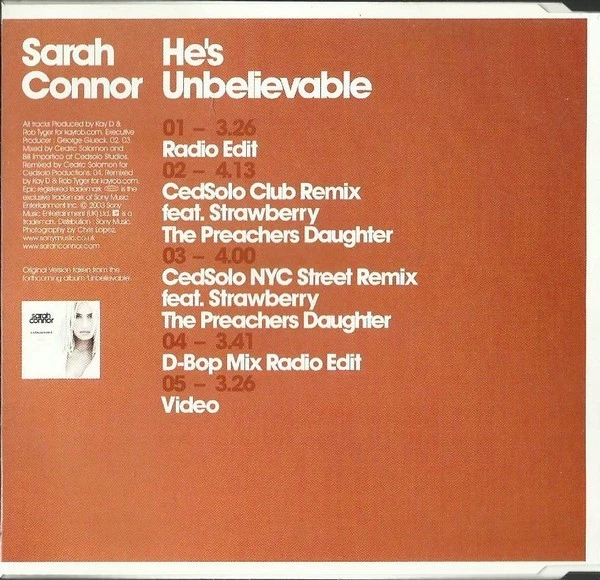 Sarah
Connor
He's
Unbelievable
All tracks Produced by Kay D &
Rob Tyger for kayrob.com. Executive
Producer : George Glueck. 02, 03
Mixed by Cedric Solomon and
Bill Importico at Cedsolo Studios.
Remixed by Cedric Solomon for
Cedsolo Productions. 04. Remixed
by Kay D & Rob Tyger for kayrob.com.
Epic registered trademark epic is the
exclusive trademark of Sony Music
Entertainment Inc. © 2003 Sony
Music Entertainment (UK) Ltd. is a
trademark. Distribution : Sony Music.
Photography by Chris Lopez.
www.sonymusic.co.uk
www.sarahconnor.com
Original Version taken from the
forthcoming album 'Unbelievable'.
sarah
connor
01 – 3.26
Radio Edit
02 – 4.13
CedSolo Club Remix
feat. Strawberry
The Preachers Daughter
03 – 4.00
CedSolo NYC Street Remix
feat. Strawberry
The Preachers Daughter
04 – 3.41
D-Bop Mix Radio Edit
05 – 3.26
Video